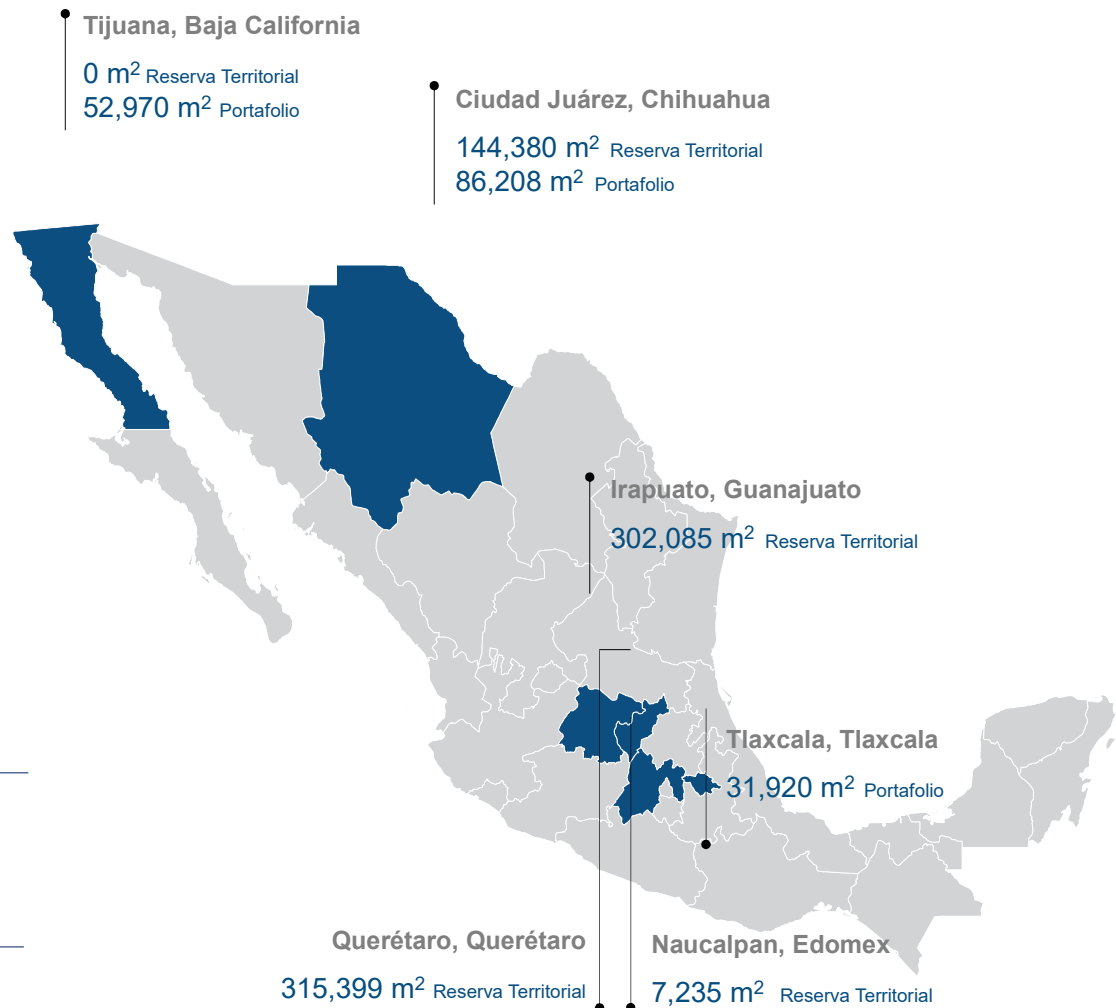 Tijuana, Baja California
0 m² Reserva Territorial
52,970 m² Portafolio
Ciudad Juárez, Chihuahua
144,380 m² Reserva Territorial
86,208 m² Portafolio
Irapuato, Guanajuato
302,085 m² Reserva Territorial
Tlaxcala, Tlaxcala
31,920 m² Portafolio
Querétaro, Querétaro
315,399 m² Reserva Territorial
Naucalpan, Edomex
7,235 m² Reserva Territorial